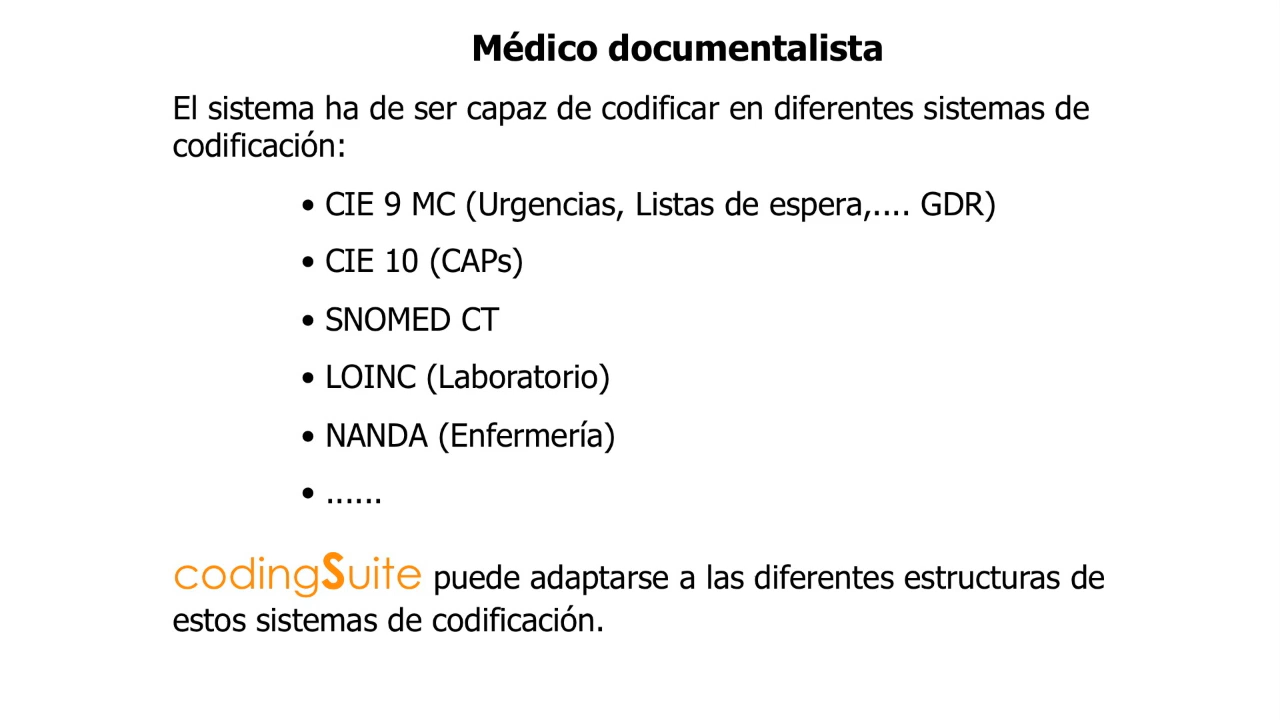 Médico documentalista
El sistema ha de ser capaz de codificar en diferentes sistemas de
codificación:
• CIE 9 MC (Urgencias, Listas de espera,.... GDR)
• CIE 10 (CAPs)
• SNOMED CT
• LOINC (Laboratorio)
• NANDA (Enfermería)
• ......
codingSuite puede adaptarse a las diferentes estructuras de
estos sistemas de codificación.